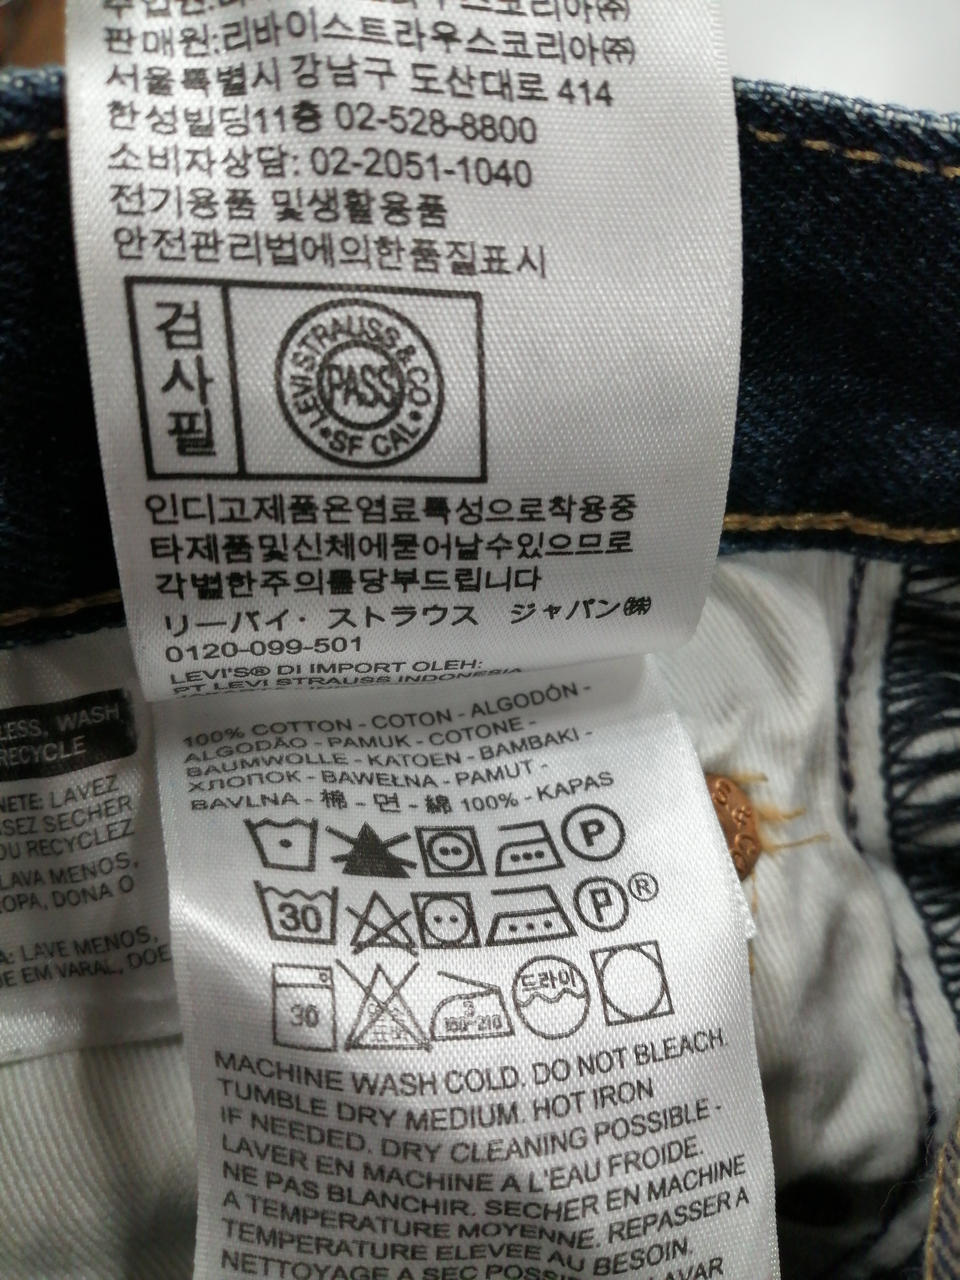 판매원:리바이스트라우스코리아㈜
서울특별시 강남구 도산대로 414
한성빌딩11층 02-528-8800
소비자상담: 02-2051-1040
전기용품 및생활용품
안전관리법에의한품질표시
검사필
LEVI STRAUSS & CO
PASS
SF CAL
인디고제품은염료특성으로착용중
타제품및신체에묻어날수있으므로
각별한주의를당부드립니다
リーバイ・ストラウス ジャパン㈱
0120-099-501
LEVI'S® DI IMPORT OLEH:
PT LEVI STRAUSS INDONESIA
LESS, WASH
RECYCLE
NETE: LAVEZ
SSEZ SECHER
OU RECYCLEZ
LAVA MENOS,
ROPA, DONA O
A: LAVE MENOS,
UE EM VARAL, DOE
100% COTTON - COTON - ALGODÓN -
ALGODÃO - PAMUK - COTONE -
BAUMWOLLE - KATOEN - BAMBAKI -
ХЛОПОК - BAWEŁNA - PAMUT -
BAVLNA - 棉 - 면 - 綿 100% - KAPAS
P
30 P®
30 3 180-210 드라이
MACHINE WASH COLD. DO NOT BLEACH.
TUMBLE DRY MEDIUM. HOT IRON
IF NEEDED. DRY CLEANING POSSIBLE -
LAVER EN MACHINE A L'EAU FROIDE.
NE PAS BLANCHIR. SECHER EN MACHINE
A TEMPERATURE MOYENNE. REPASSER A
TEMPERATURE ELEVEE AU BESOIN.
NETTOYAGE A SEC LAVAR